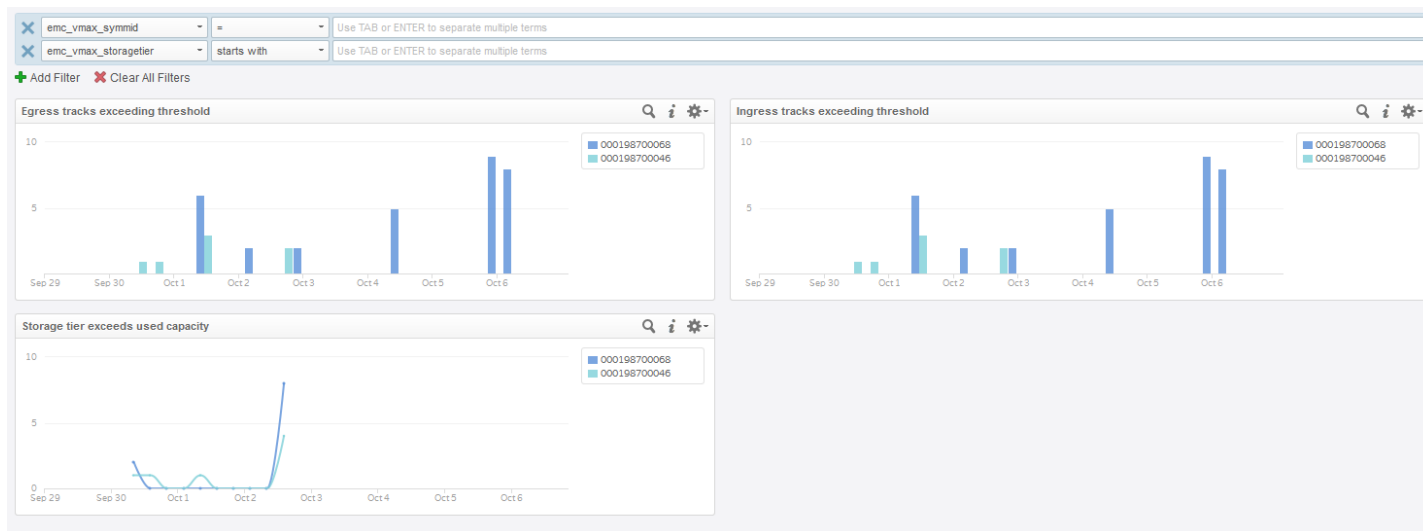 emc_vmax_symmid = Use TAB or ENTER to separate multiple terms
emc_vmax_storagetier starts with Use TAB or ENTER to separate multiple terms
Add Filter Clear All Filters
Egress tracks exceeding threshold
10
5
Sep 29 Sep 30 Oct 1 Oct 2 Oct 3 Oct 4 Oct 5 Oct 6
000198700068
000198700046
Ingress tracks exceeding threshold
10
5
Sep 29 Sep 30 Oct 1 Oct 2 Oct 3 Oct 4 Oct 5 Oct 6
000198700068
000198700046
Storage tier exceeds used capacity
10
5
0
Sep 29 Sep 30 Oct 1 Oct 2 Oct 3 Oct 4 Oct 5 Oct 6
000198700068
000198700046